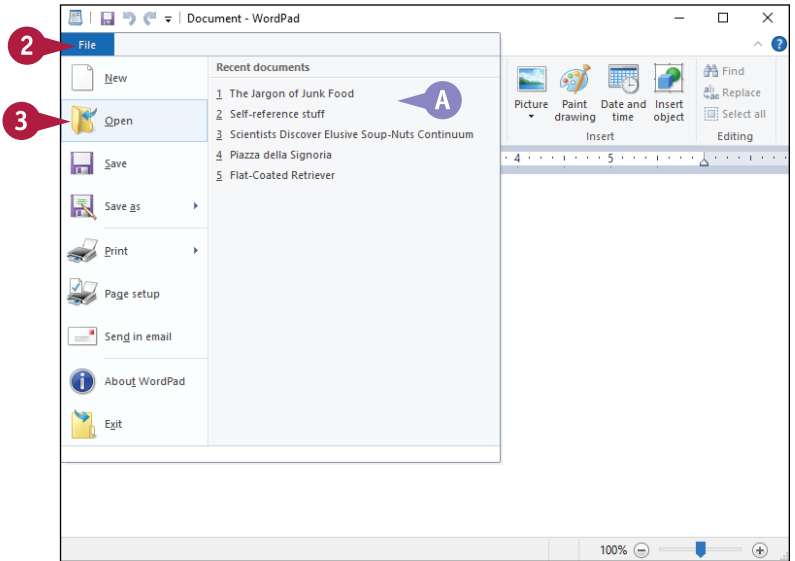 Document - WordPad
2
File
New
Open
3
Save
Save as
Print
Page setup
Send in email
About WordPad
Exit
Recent documents
1 The Jargon of Junk Food
2 Self-reference stuff
3 Scientists Discover Elusive Soup-Nuts Continuum
4 Piazza della Signoria
5 Flat-Coated Retriever
A
Picture
Paint drawing
Date and time
Insert object
Insert
Find
Replace
Select all
Editing
4 5
100%